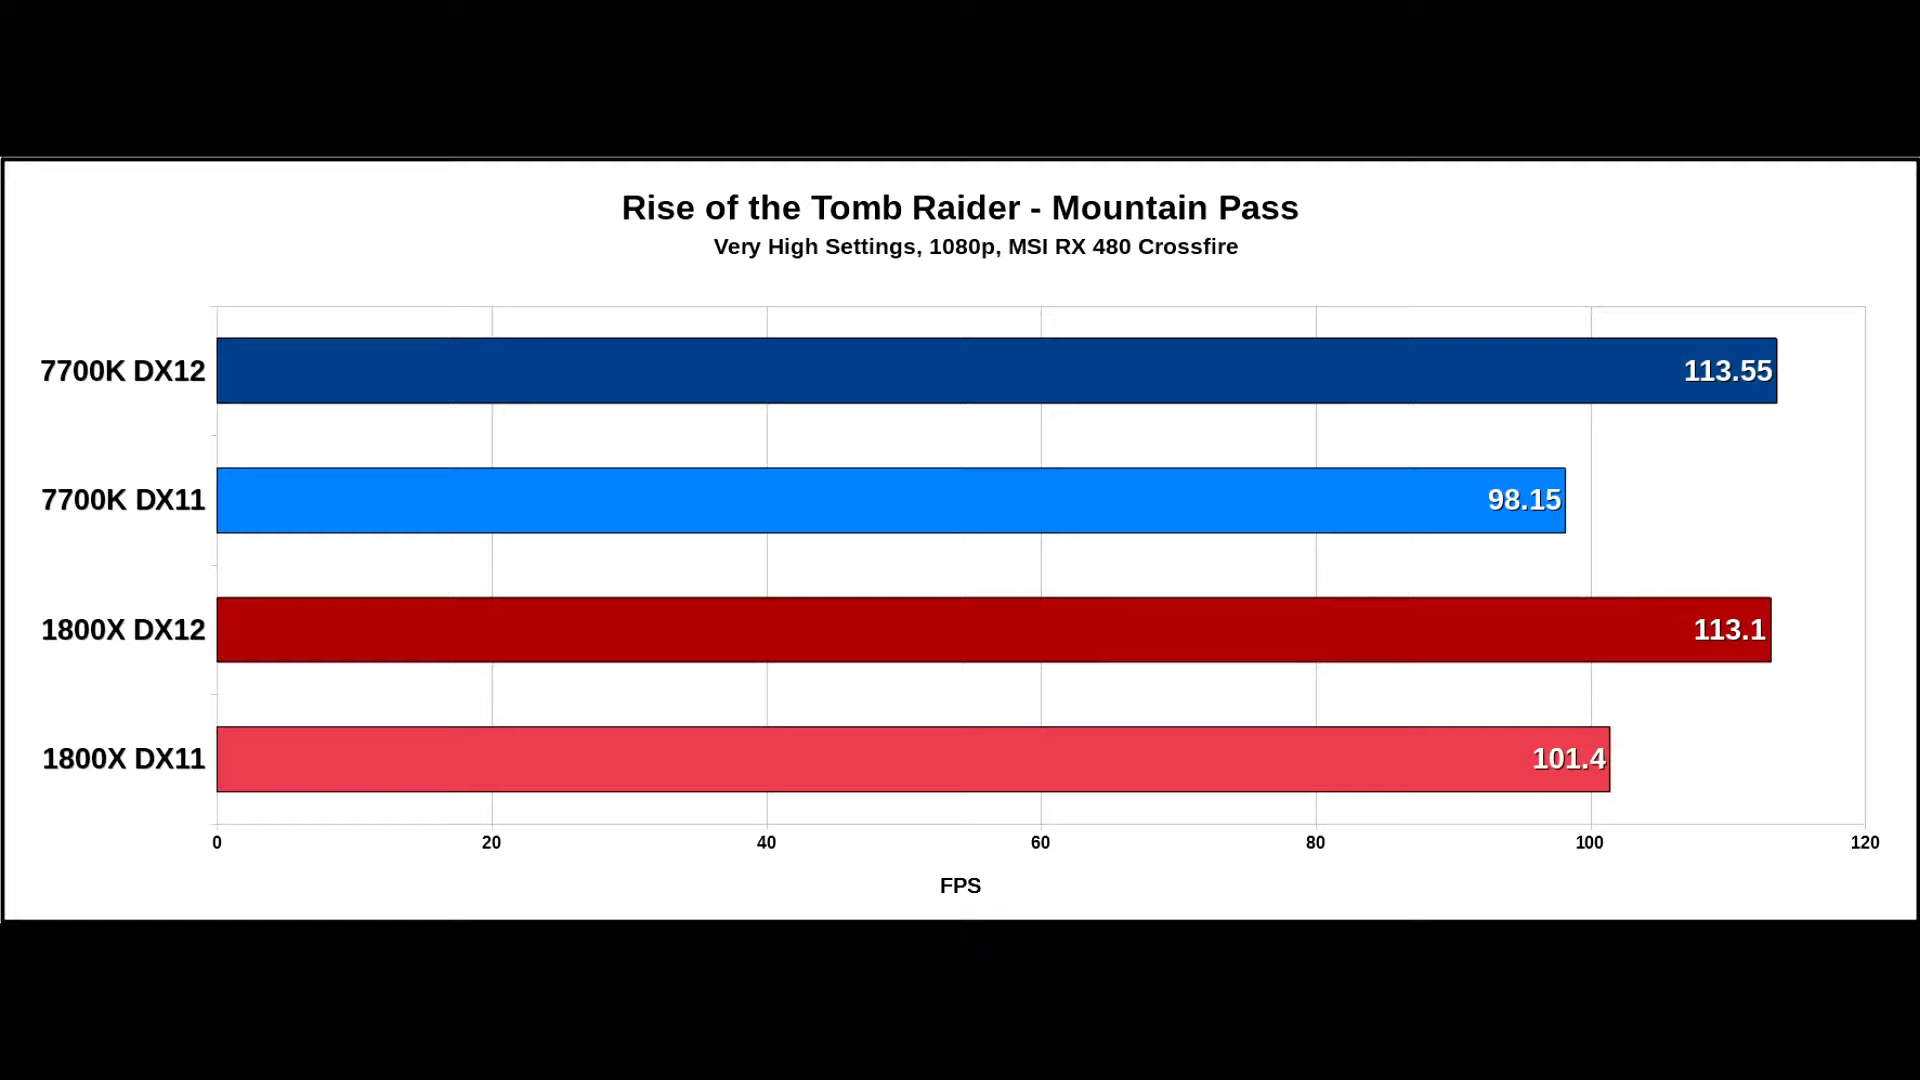 Rise of the Tomb Raider - Mountain Pass
Very High Settings, 1080p, MSI RX 480 Crossfire
7700K DX12
113.55
7700K DX11
98.15
1800X DX12
113.1
1800X DX11
101.4
0 20 40 60 80 100 120
FPS